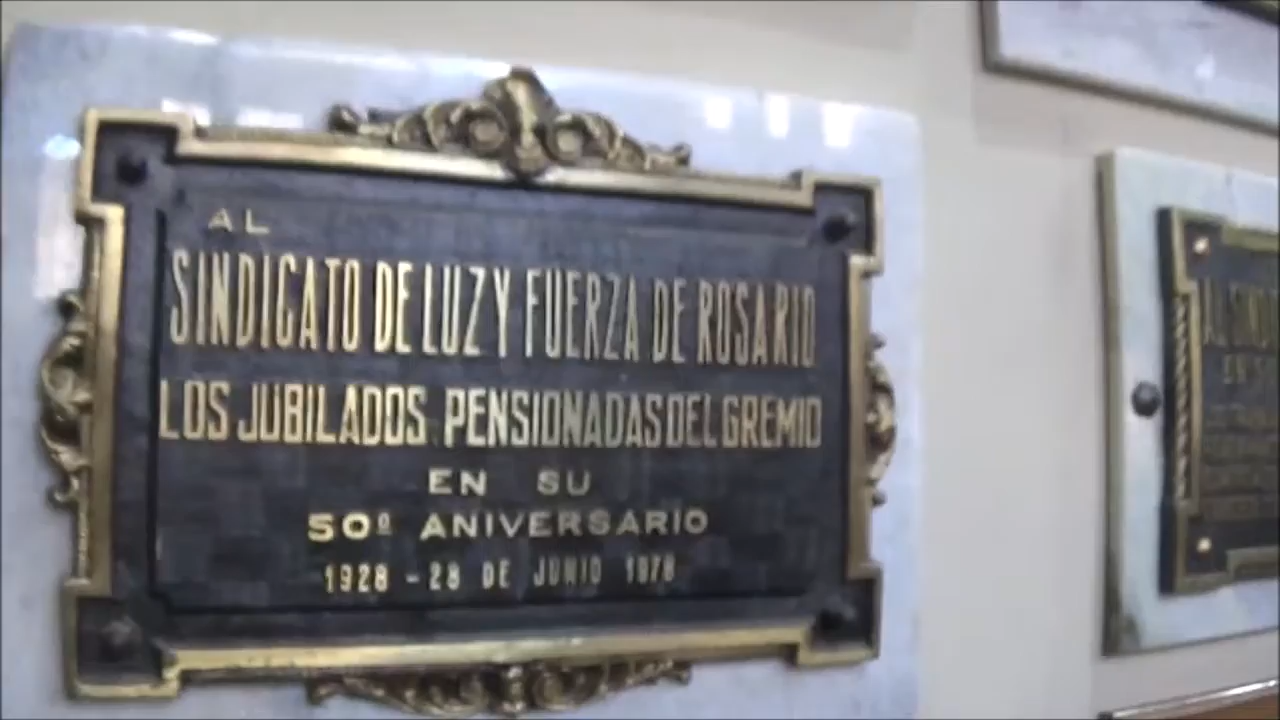 AL
SINDICATO DE LUZ Y FUERZA DE ROSARIO
LOS JUBILADOS PENSIONADAS DEL GREMIO
EN SU
50º ANIVERSARIO
1928 - 28 DE JUNIO 1978
AL